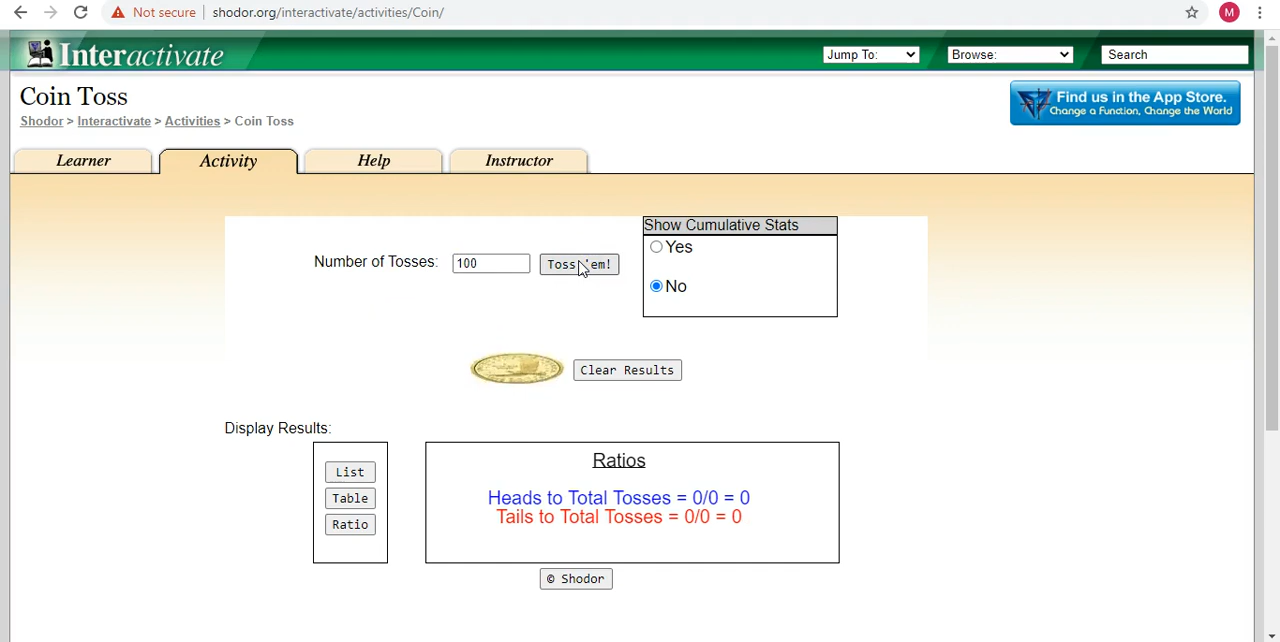 Not secure
shodor.org/interactivate/activities/Coin/
M
Interactivate
Jump To:
Browse:
Search
Coin Toss
Find us in the App Store.
Change a Function, Change the World
Shodor > Interactivate > Activities > Coin Toss
Learner
Activity
Help
Instructor
Show Cumulative Stats
Yes
Number of Tosses:
100
Toss 'em!
No
Clear Results
Display Results:
Ratios
List
Heads to Total Tosses = 0/0 = 0
Table
Tails to Total Tosses = 0/0 = 0
Ratio
© Shodor